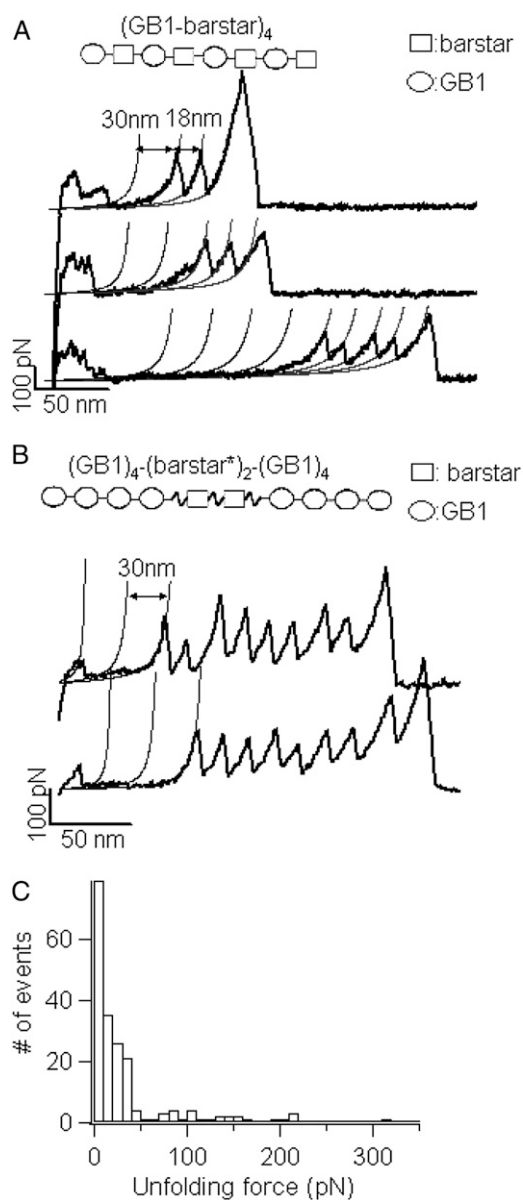 A
(GB1-barstar)4
□:barstar
○:GB1
30nm 18nm
100 pN
50 nm
B
(GB1)4-(barstar*)2-(GB1)4
□: barstar
○:GB1
30nm
100 pN
50 nm
C
# of events
60
40
20
0
0 100 200 300
Unfolding force (pN)